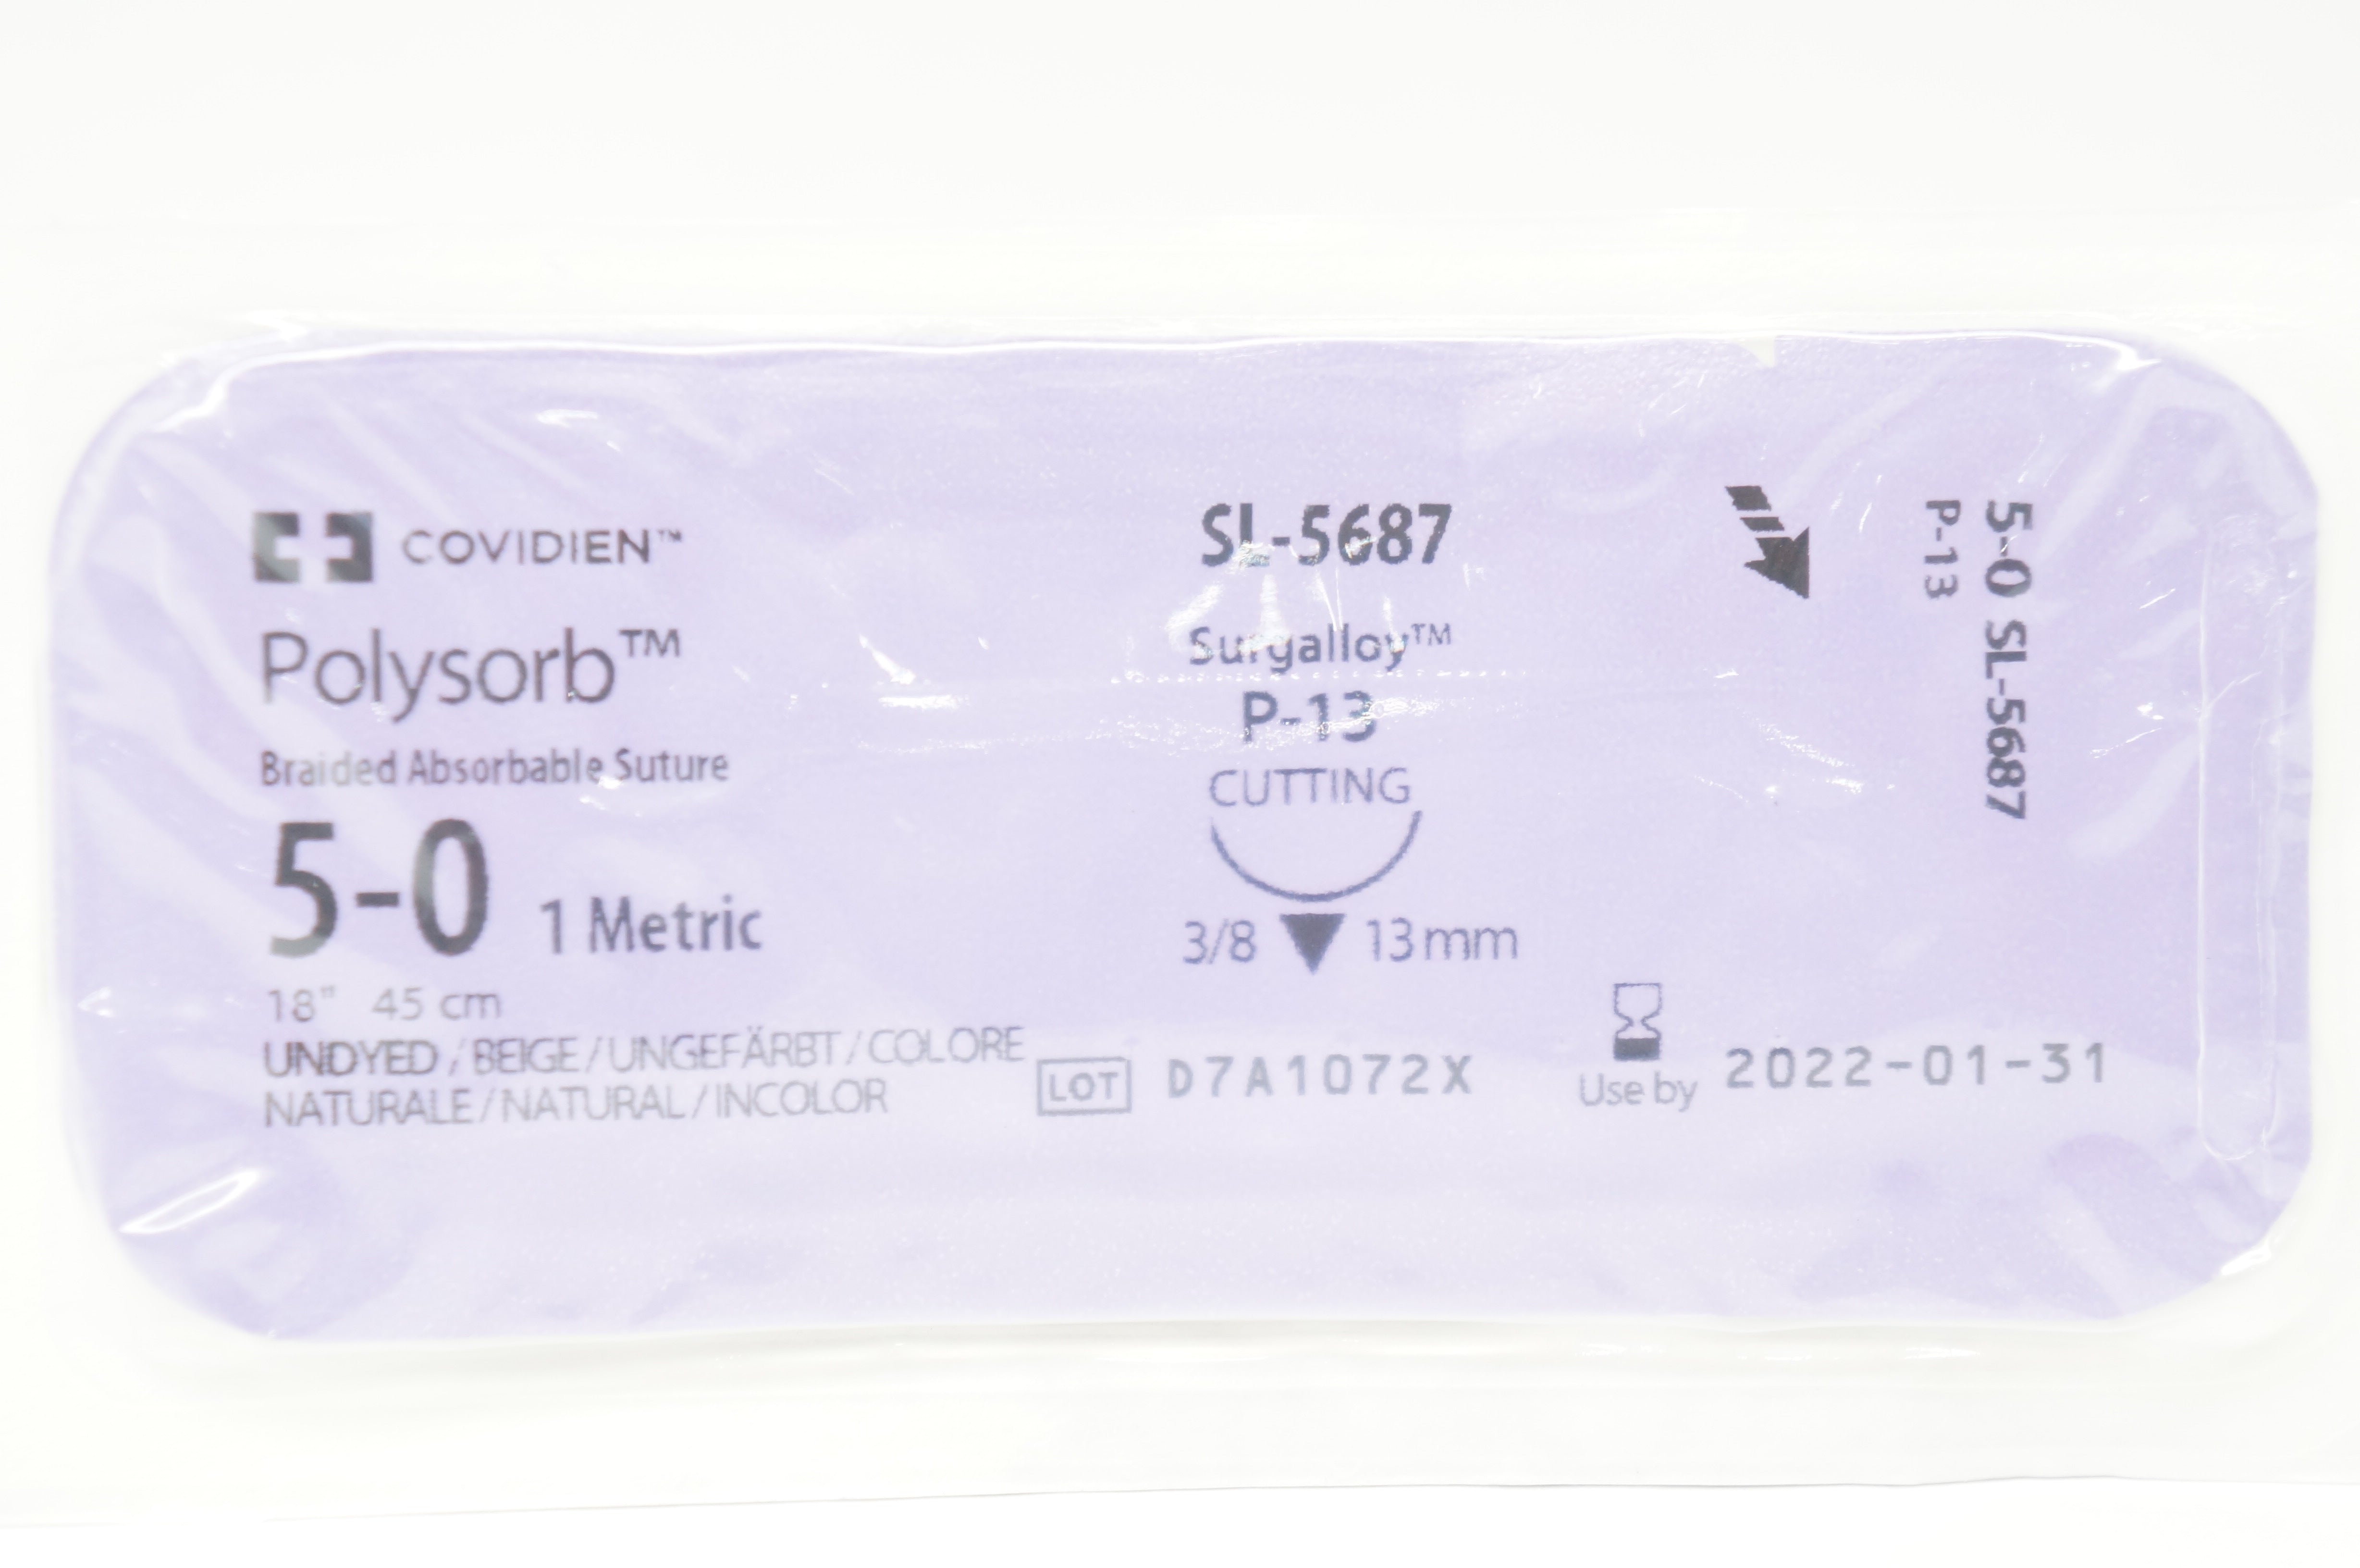 COVIDIEN™
Polysorb™
Braided Absorbable Suture
5-0 1 Metric
18" 45 cm
UNDYED / BEIGE / UNGEFÄRBT / COLORE
NATURALE / NATURAL / INCOLOR
SL-5687
Surgalloy™
P-13
CUTTING
3/8 13 mm
LOT D7A1072X
Use by 2022-01-31
5-0 SL-5687
P-13